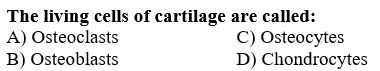 The living cells of cartilage are called:
A) Osteoclasts C) Osteocytes
B) Osteoblasts D) Chondrocytes